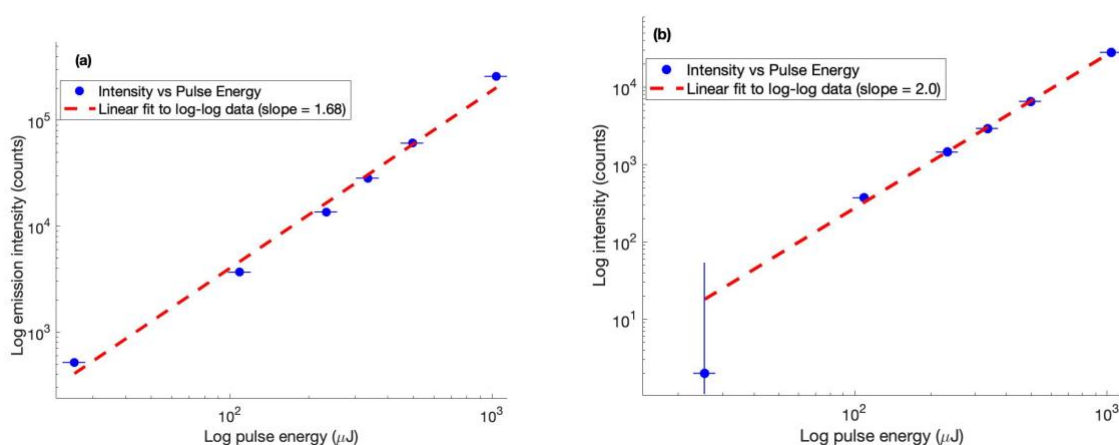 (a)
Intensity vs Pulse Energy
Linear fit to log-log data (slope = 1.68)
Log emission intensity (counts)
10^5
10^4
10^3
10^2
10^3
Log pulse energy (μJ)
(b)
Intensity vs Pulse Energy
Linear fit to log-log data (slope = 2.0)
Log intensity (counts)
10^4
10^3
10^2
10^1
10^2
10^3
Log pulse energy (μJ)